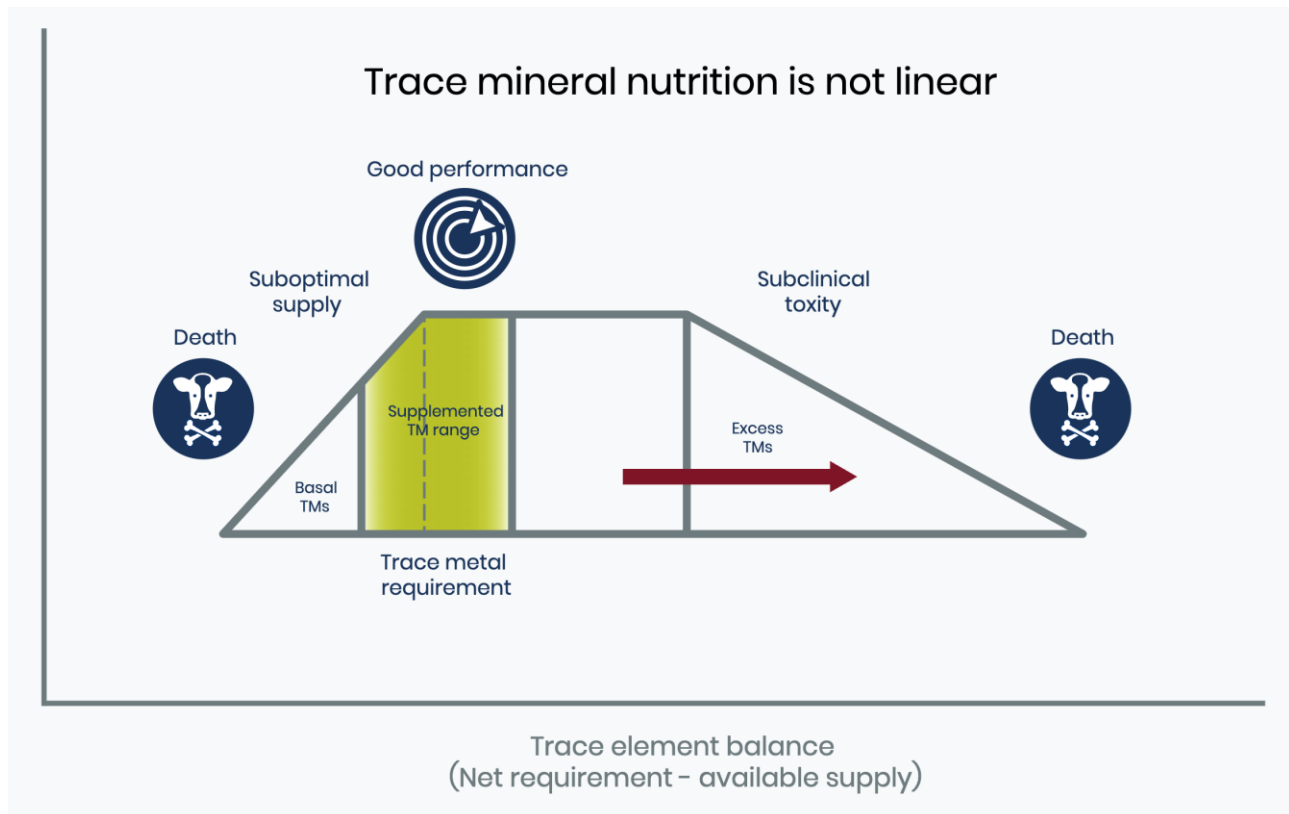 Trace mineral nutrition is not linear
Good performance
Suboptimal
supply
Subclinical
toxity
Death
Death
Supplemented
TM range
Excess
TMs
Basal
TMs
Trace metal
requirement
Trace element balance
(Net requirement - available supply)